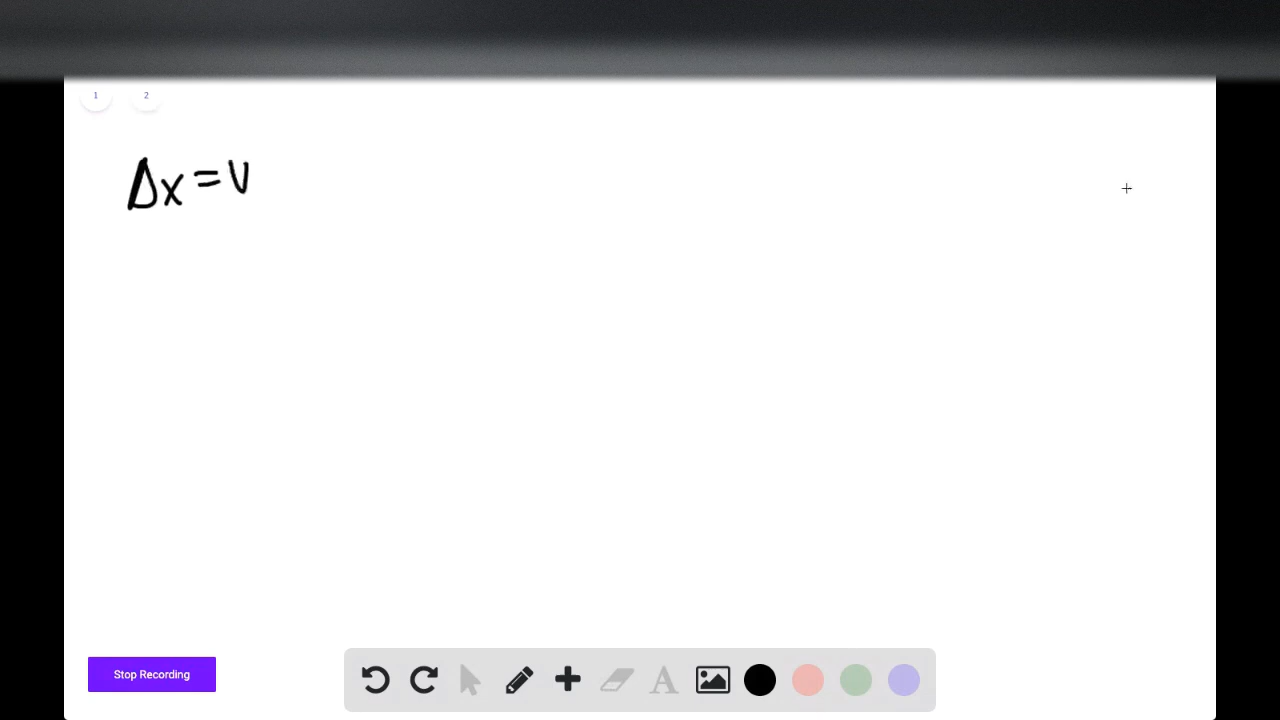 1 2
Δx = v
Stop Recording